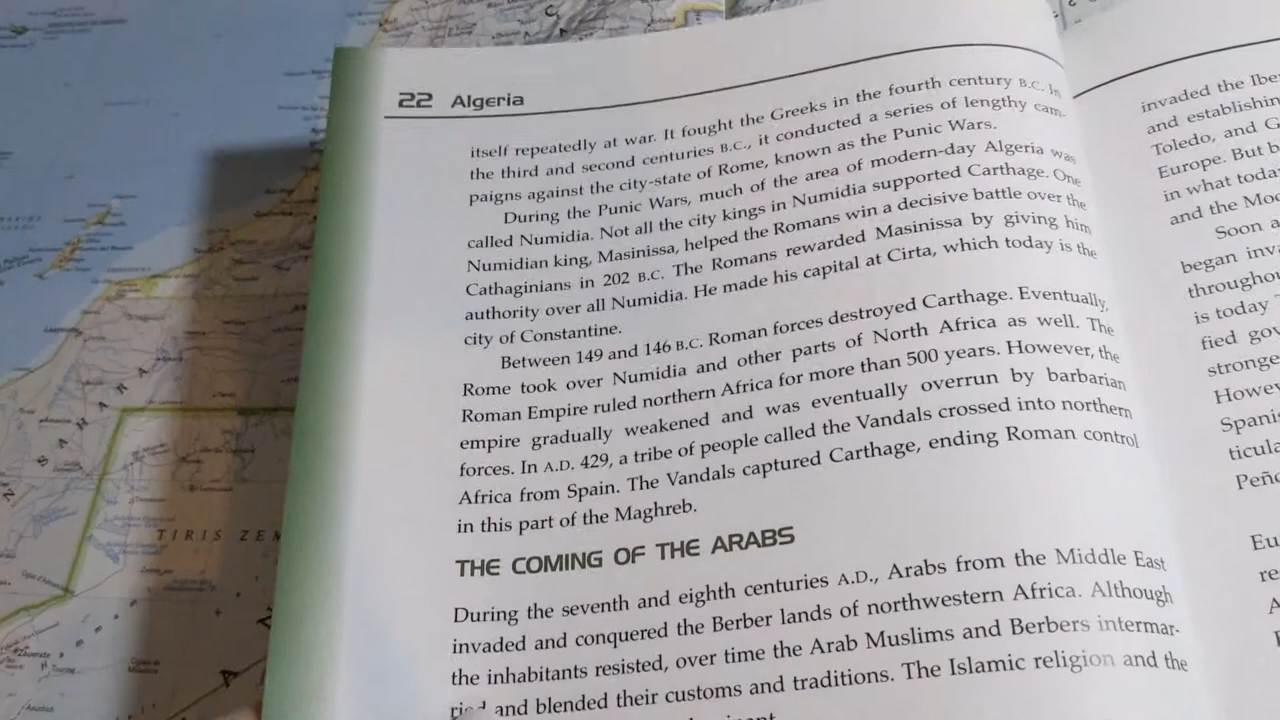 22 Algeria
itself repeatedly at war. It fought the Greeks in the fourth century B.C. In
the third and second centuries B.C., it conducted a series of lengthy cam-
paigns against the city-state of Rome, known as the Punic Wars.
During the Punic Wars, much of the area of modern-day Algeria was
called Numidia. Not all the city kings in Numidia supported Carthage. One
Numidian king, Masinissa, helped the Romans win a decisive battle over the
Cathaginians in 202 B.C. The Romans rewarded Masinissa by giving him
authority over all Numidia. He made his capital at Cirta, which today is the
city of Constantine.
Between 149 and 146 B.C. Roman forces destroyed Carthage. Eventually,
Rome took over Numidia and other parts of North Africa as well. The
Roman Empire ruled northern Africa for more than 500 years. However, the
empire gradually weakened and was eventually overrun by barbarian
forces. In A.D. 429, a tribe of people called the Vandals crossed into northern
Africa from Spain. The Vandals captured Carthage, ending Roman control
in this part of the Maghreb.
THE COMING OF THE ARABS
During the seventh and eighth centuries A.D., Arabs from the Middle East
invaded and conquered the Berber lands of northwestern Africa. Although
the inhabitants resisted, over time the Arab Muslims and Berbers intermar-
ried and blended their customs and traditions. The Islamic religion and the
invaded the Ibe
and establishin
Toledo, and G
Europe. But b
in what toda
and the Moo
Soon a
began inv
throughou
is today
fied gov
stronge
Howev
Spani
ticula
Peño
Eu
re
SAHARA
TIRIS ZEM